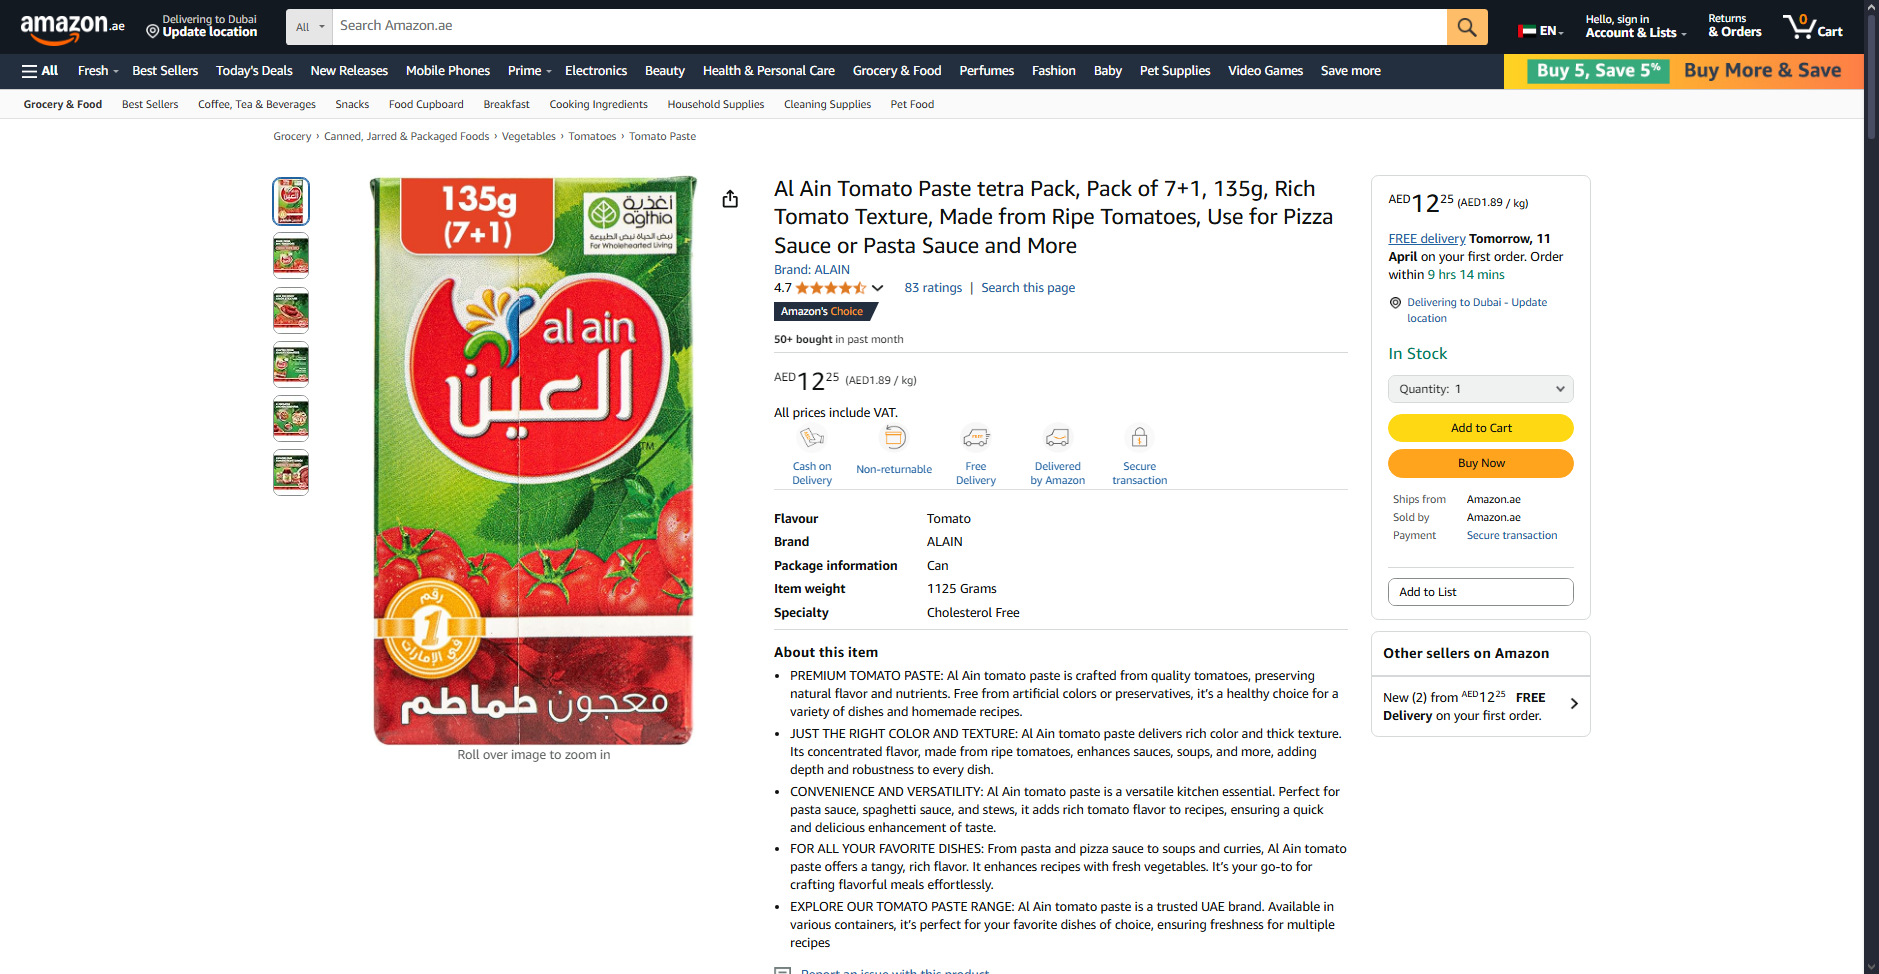 amazon.ae
Delivering to Dubai
Update location
All
Search Amazon.ae
EN
Hello, sign in
Account & Lists
Returns
& Orders
0
Cart
All
Fresh
Best Sellers
Today's Deals
New Releases
Mobile Phones
Prime
Electronics
Beauty
Health & Personal Care
Grocery & Food
Perfumes
Fashion
Baby
Pet Supplies
Video Games
Save more
Buy 5, Save 5%
Buy More & Save
Grocery & Food
Best Sellers
Coffee, Tea & Beverages
Snacks
Food Cupboard
Breakfast
Cooking Ingredients
Household Supplies
Cleaning Supplies
Pet Food
Grocery › Canned, Jarred & Packaged Foods › Vegetables › Tomatoes › Tomato Paste
135g
(7+1)
أغذية
agthia
نبض الحياة نبض الطبيعة
For Wholehearted Living
al ain
العين
TM
رقم
1
في الإمارات
معجون طماطم
Roll over image to zoom in
Al Ain Tomato Paste tetra Pack, Pack of 7+1, 135g, Rich
Tomato Texture, Made from Ripe Tomatoes, Use for Pizza
Sauce or Pasta Sauce and More
Brand: ALAIN
4.7
83 ratings | Search this page
Amazon's Choice
50+ bought in past month
AED12 25 (AED1.89 / kg)
All prices include VAT.
Cash on
Delivery
Non-returnable
Free
Delivery
Delivered
by Amazon
Secure
transaction
Flavour Tomato
Brand ALAIN
Package information Can
Item weight 1125 Grams
Specialty Cholesterol Free
About this item
• PREMIUM TOMATO PASTE: Al Ain tomato paste is crafted from quality tomatoes, preserving
natural flavor and nutrients. Free from artificial colors or preservatives, it's a healthy choice for a
variety of dishes and homemade recipes.
• JUST THE RIGHT COLOR AND TEXTURE: Al Ain tomato paste delivers rich color and thick texture.
Its concentrated flavor, made from ripe tomatoes, enhances sauces, soups, and more, adding
depth and robustness to every dish.
• CONVENIENCE AND VERSATILITY: Al Ain tomato paste is a versatile kitchen essential. Perfect for
pasta sauce, spaghetti sauce, and stews, it adds rich tomato flavor to recipes, ensuring a quick
and delicious enhancement of taste.
• FOR ALL YOUR FAVORITE DISHES: From pasta and pizza sauce to soups and curries, Al Ain tomato
paste offers a tangy, rich flavor. It enhances recipes with fresh vegetables. It's your go-to for
crafting flavorful meals effortlessly.
• EXPLORE OUR TOMATO PASTE RANGE: Al Ain tomato paste is a trusted UAE brand. Available in
various containers, it's perfect for your favorite dishes of choice, ensuring freshness for multiple
recipes
Report an issue with this product
AED12 25 (AED1.89 / kg)
FREE delivery Tomorrow, 11
April on your first order. Order
within 9 hrs 14 mins
Delivering to Dubai - Update
location
In Stock
Quantity: 1
Add to Cart
Buy Now
Ships from Amazon.ae
Sold by Amazon.ae
Payment Secure transaction
Add to List
Other sellers on Amazon
New (2) from AED12 25 FREE
Delivery on your first order.